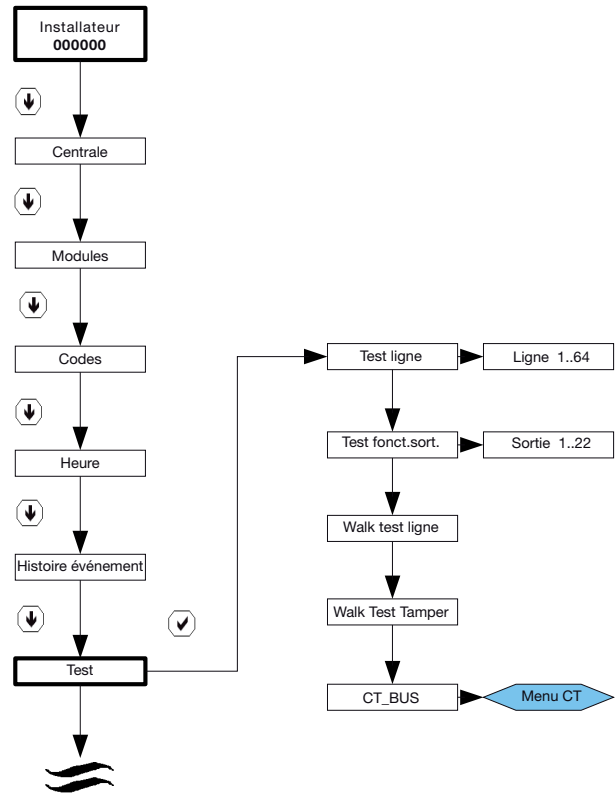 Installateur
000000
Centrale
Modules
Codes
Heure
Histoire événement
Test
Test ligne
Ligne 1..64
Test fonct.sort.
Sortie 1..22
Walk test ligne
Walk Test Tamper
CT_BUS
Menu CT